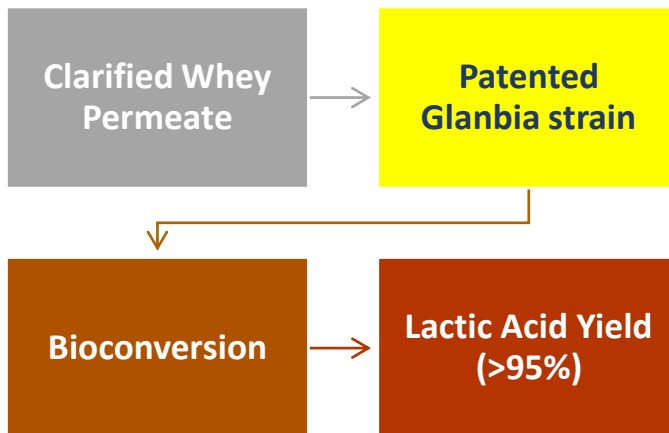 Clarified Whey
Permeate
Patented
Glanbia strain
Bioconversion
Lactic Acid Yield
(>95%)